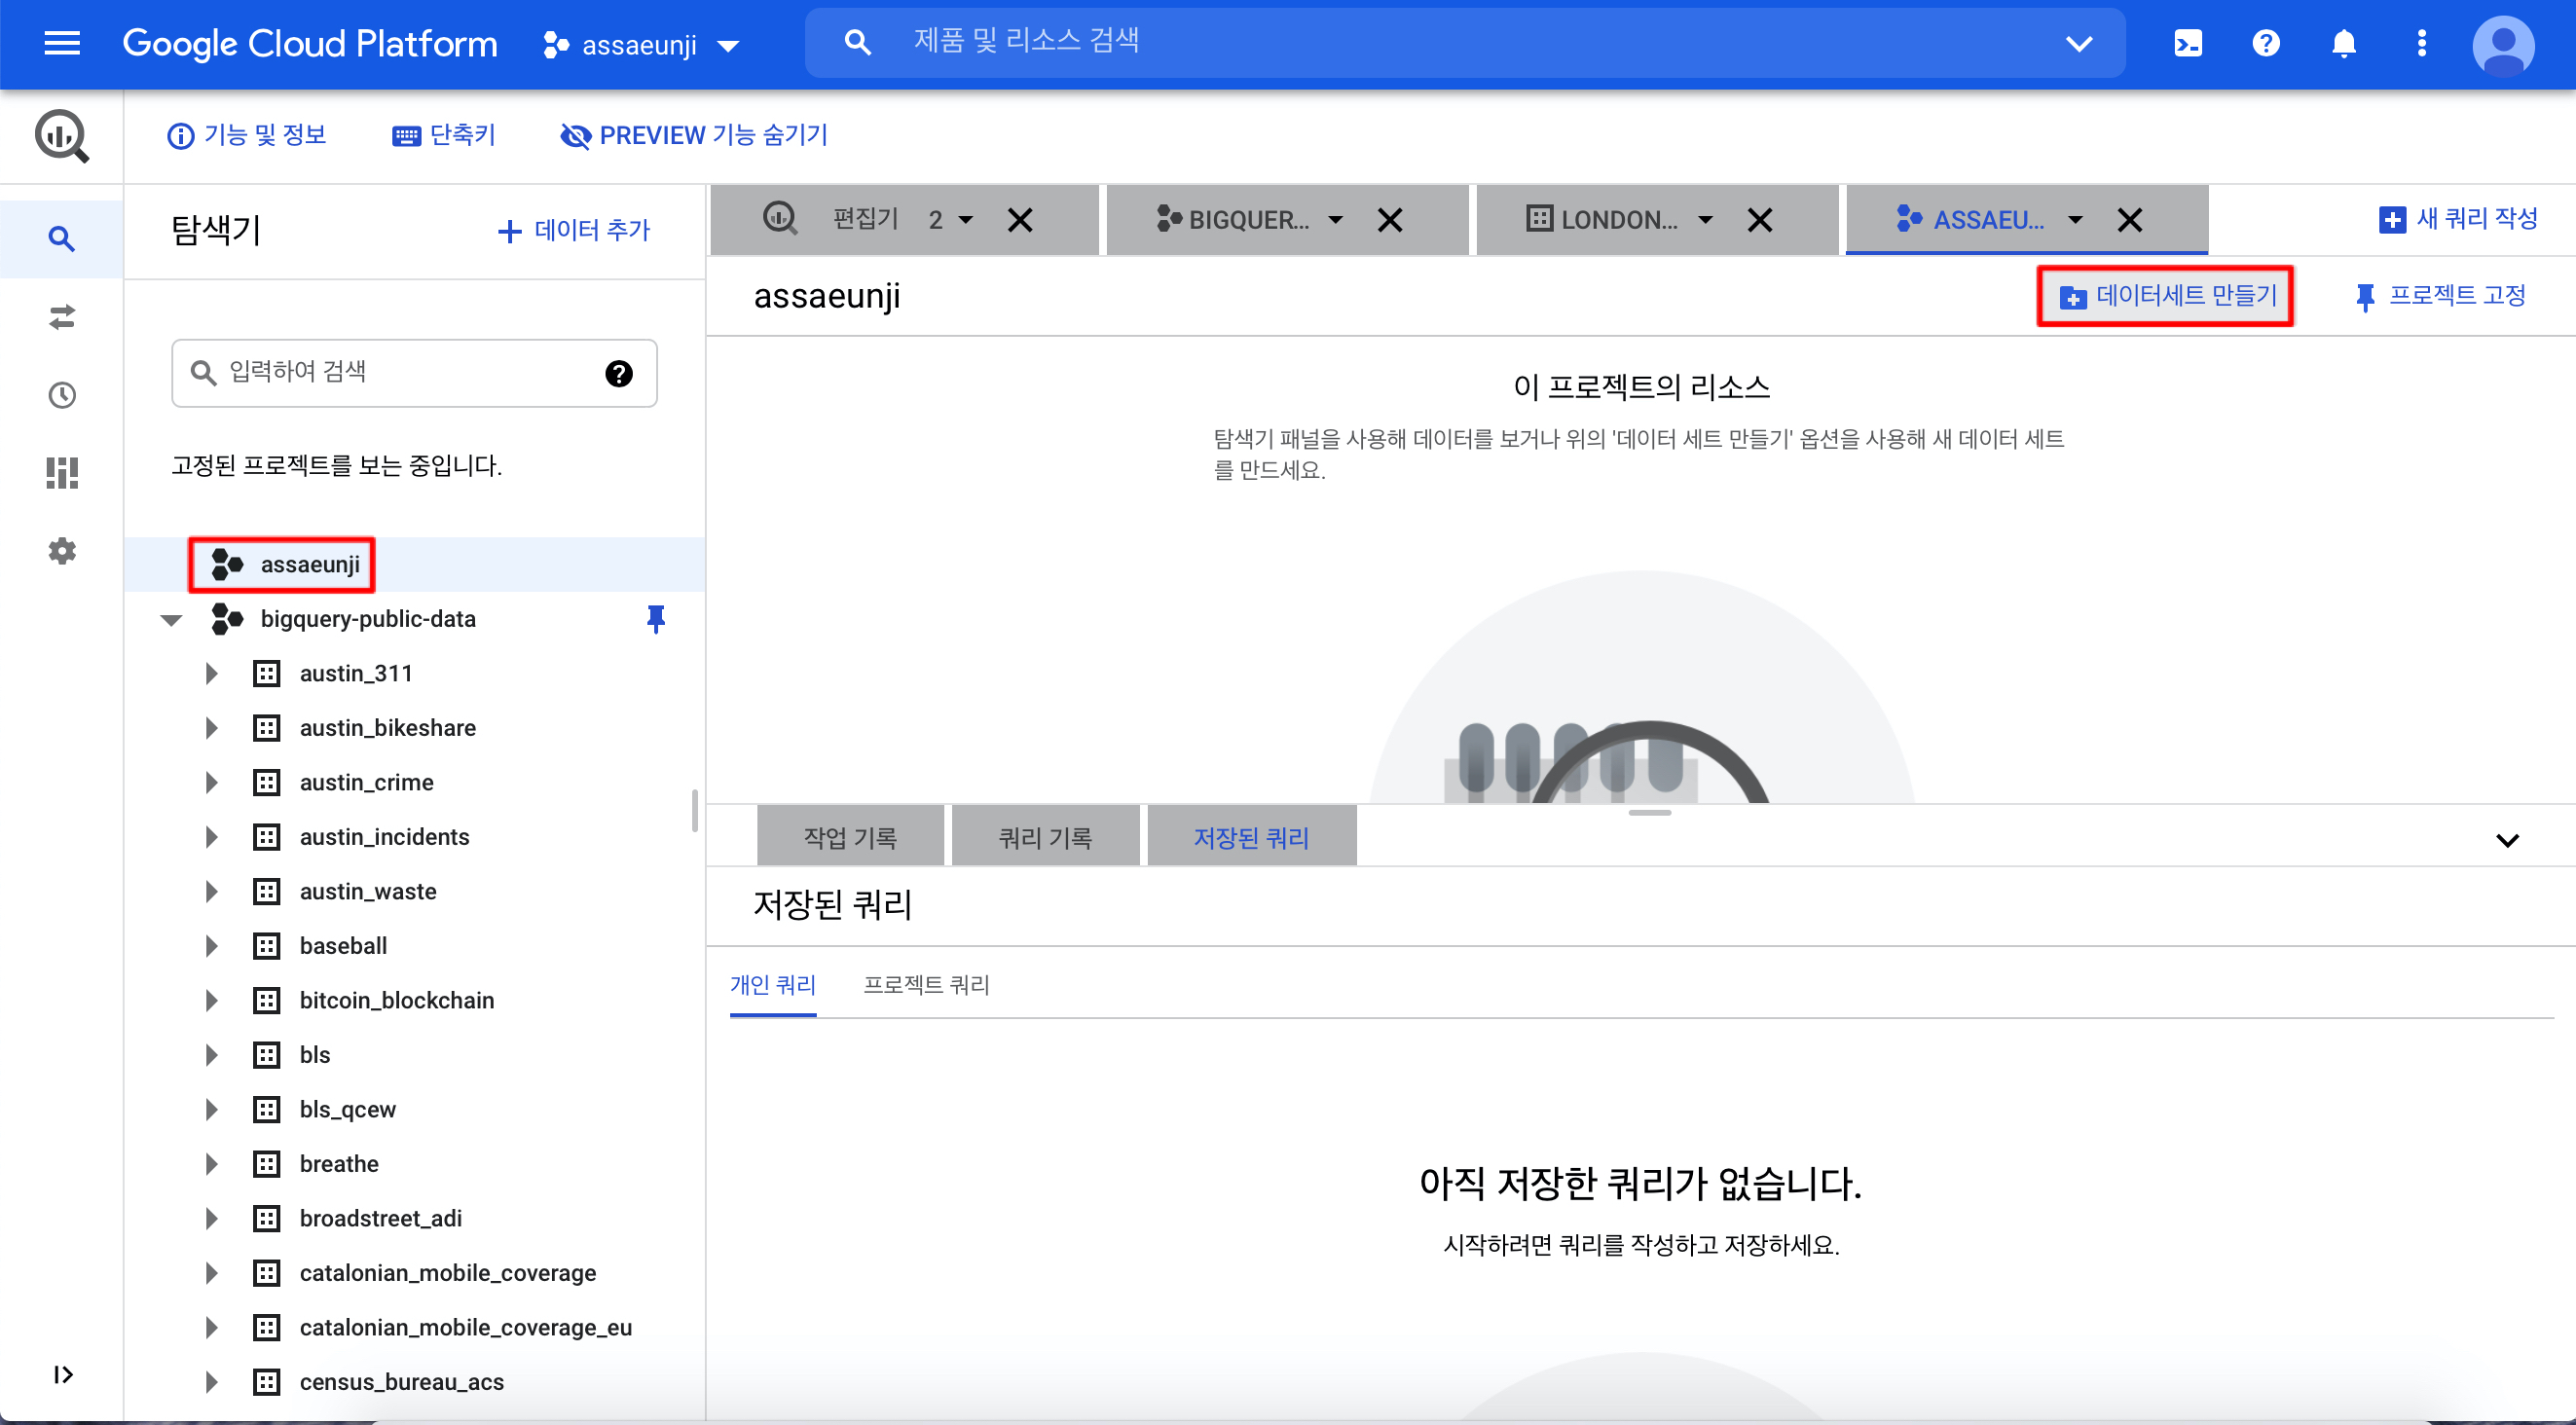 Google Cloud Platform
assaeunji
제품 및 리소스 검색
기능 및 정보
단축키
PREVIEW 기능 숨기기
탐색기
데이터 추가
편집기 2
BIGQUER...
LONDON...
ASSAEU...
새 쿼리 작성
assaeunji
데이터세트 만들기
프로젝트 고정
입력하여 검색
고정된 프로젝트를 보는 중입니다.
assaeunji
bigquery-public-data
austin_311
austin_bikeshare
austin_crime
austin_incidents
austin_waste
baseball
bitcoin_blockchain
bls
bls_qcew
breathe
broadstreet_adi
catalonian_mobile_coverage
catalonian_mobile_coverage_eu
census_bureau_acs
이 프로젝트의 리소스
탐색기 패널을 사용해 데이터를 보거나 위의 '데이터 세트 만들기' 옵션을 사용해 새 데이터 세트
를 만드세요.
작업 기록
쿼리 기록
저장된 쿼리
저장된 쿼리
개인 쿼리
프로젝트 쿼리
아직 저장한 쿼리가 없습니다.
시작하려면 쿼리를 작성하고 저장하세요.